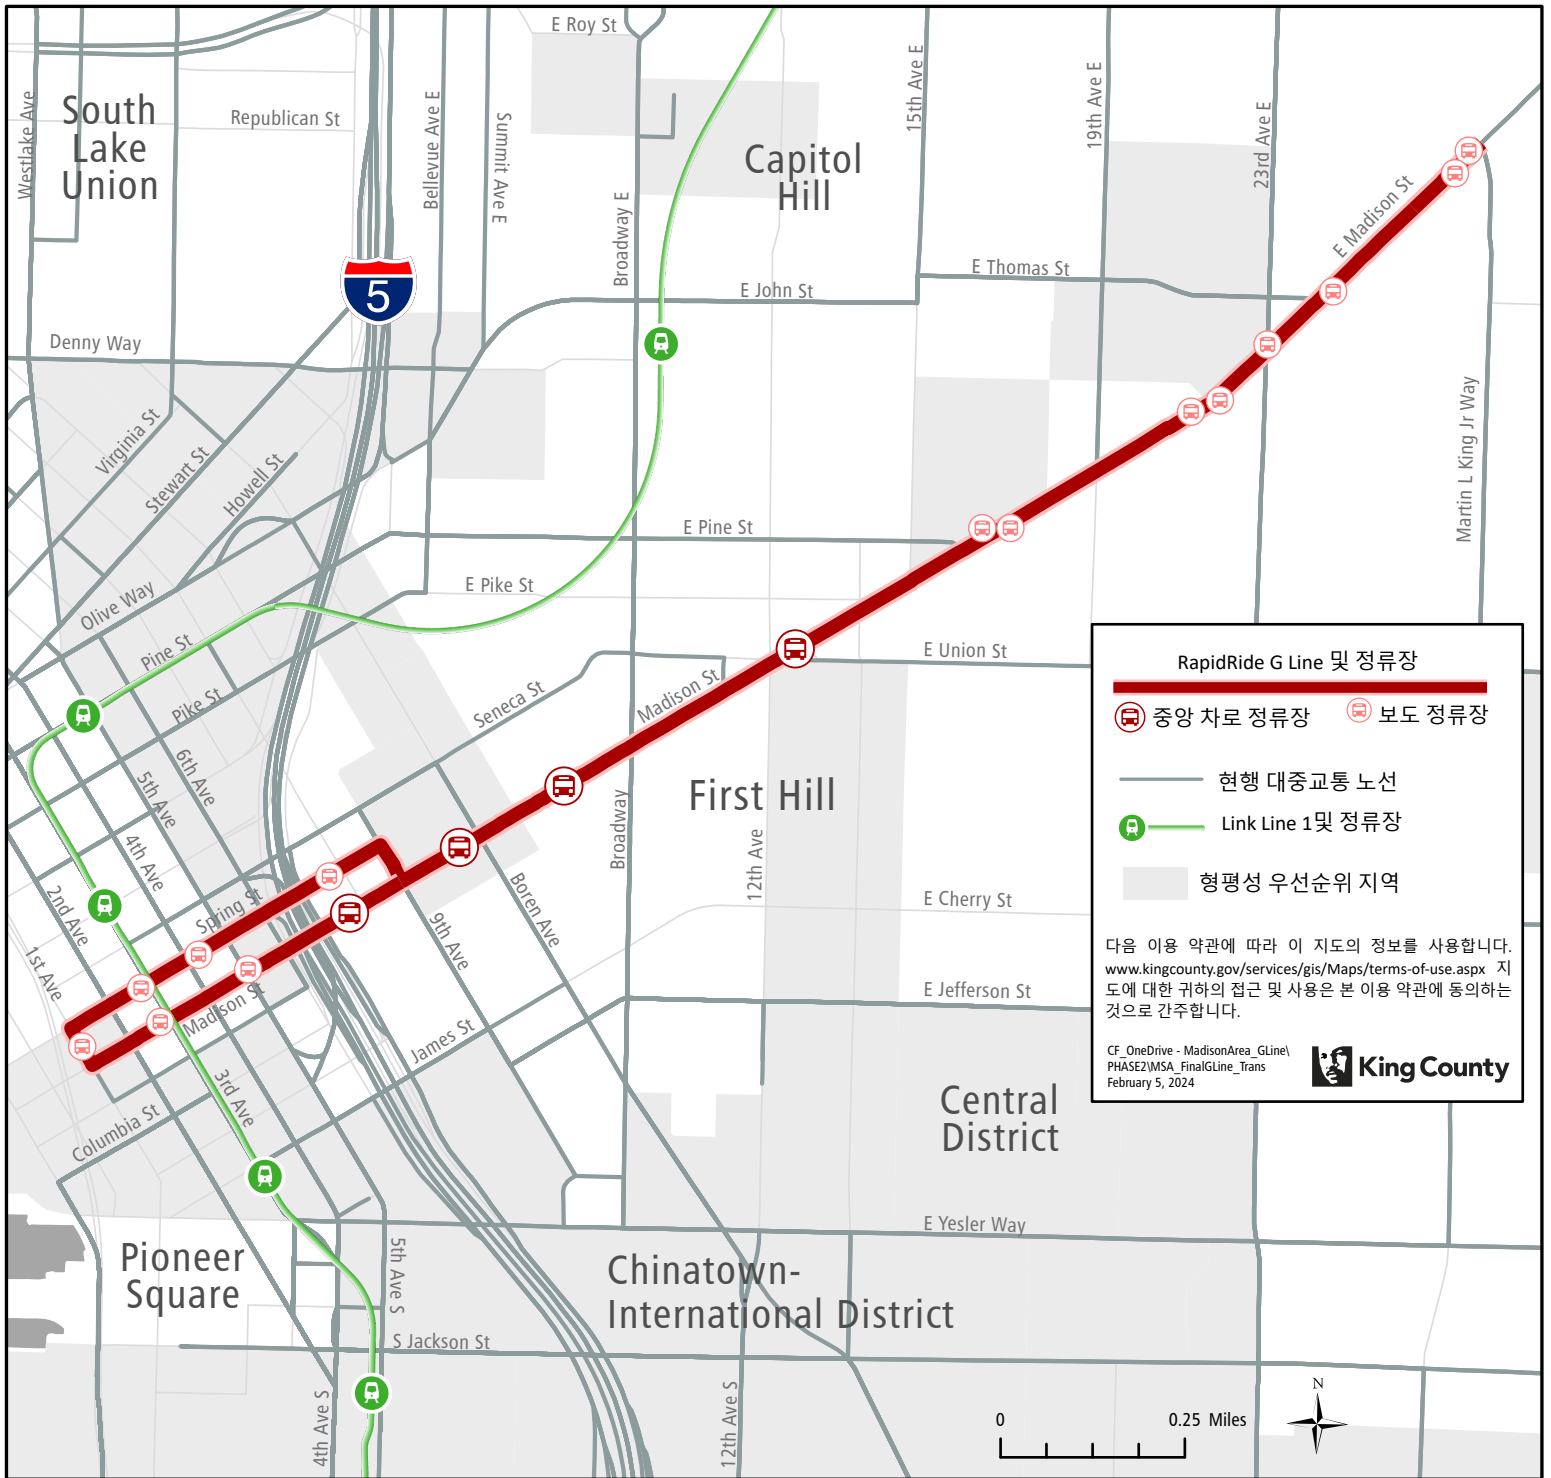 E Roy St
South
Lake
Union
Westlake Ave
Republican St
Bellevue Ave E
Summit Ave E
Broadway E
Capitol
Hill
15th Ave E
19th Ave E
23rd Ave E
E Madison St
E Thomas St
E John St
5
Denny Way
Martin L King Jr Way
Virginia St
Stewart St
Howell St
E Pine St
E Pike St
Olive Way
Pine St
Pike St
Seneca St
Madison St
E Union St
6th Ave
5th Ave
4th Ave
2nd Ave
1st Ave
First Hill
Broadway
12th Ave
Boren Ave
9th Ave
Spring St
Madison St
E Cherry St
E Jefferson St
James St
3rd Ave
Columbia St
Central
District
E Yesler Way
Pioneer
Square
5th Ave S
Chinatown-
International District
S Jackson St
4th Ave S
12th Ave S
RapidRide G Line 및 정류장
중앙 차로 정류장
보도 정류장
현행 대중교통 노선
Link Line 1및 정류장
형평성 우선순위 지역
다음 이용 약관에 따라 이 지도의 정보를 사용합니다.
www.kingcounty.gov/services/gis/Maps/terms-of-use.aspx 지
도에 대한 귀하의 접근 및 사용은 본 이용 약관에 동의하는
것으로 간주합니다.
CF_OneDrive - MadisonArea_GLine\
PHASE2\MSA_FinalGLine_Trans
February 5, 2024
King County
0
0.25 Miles
N